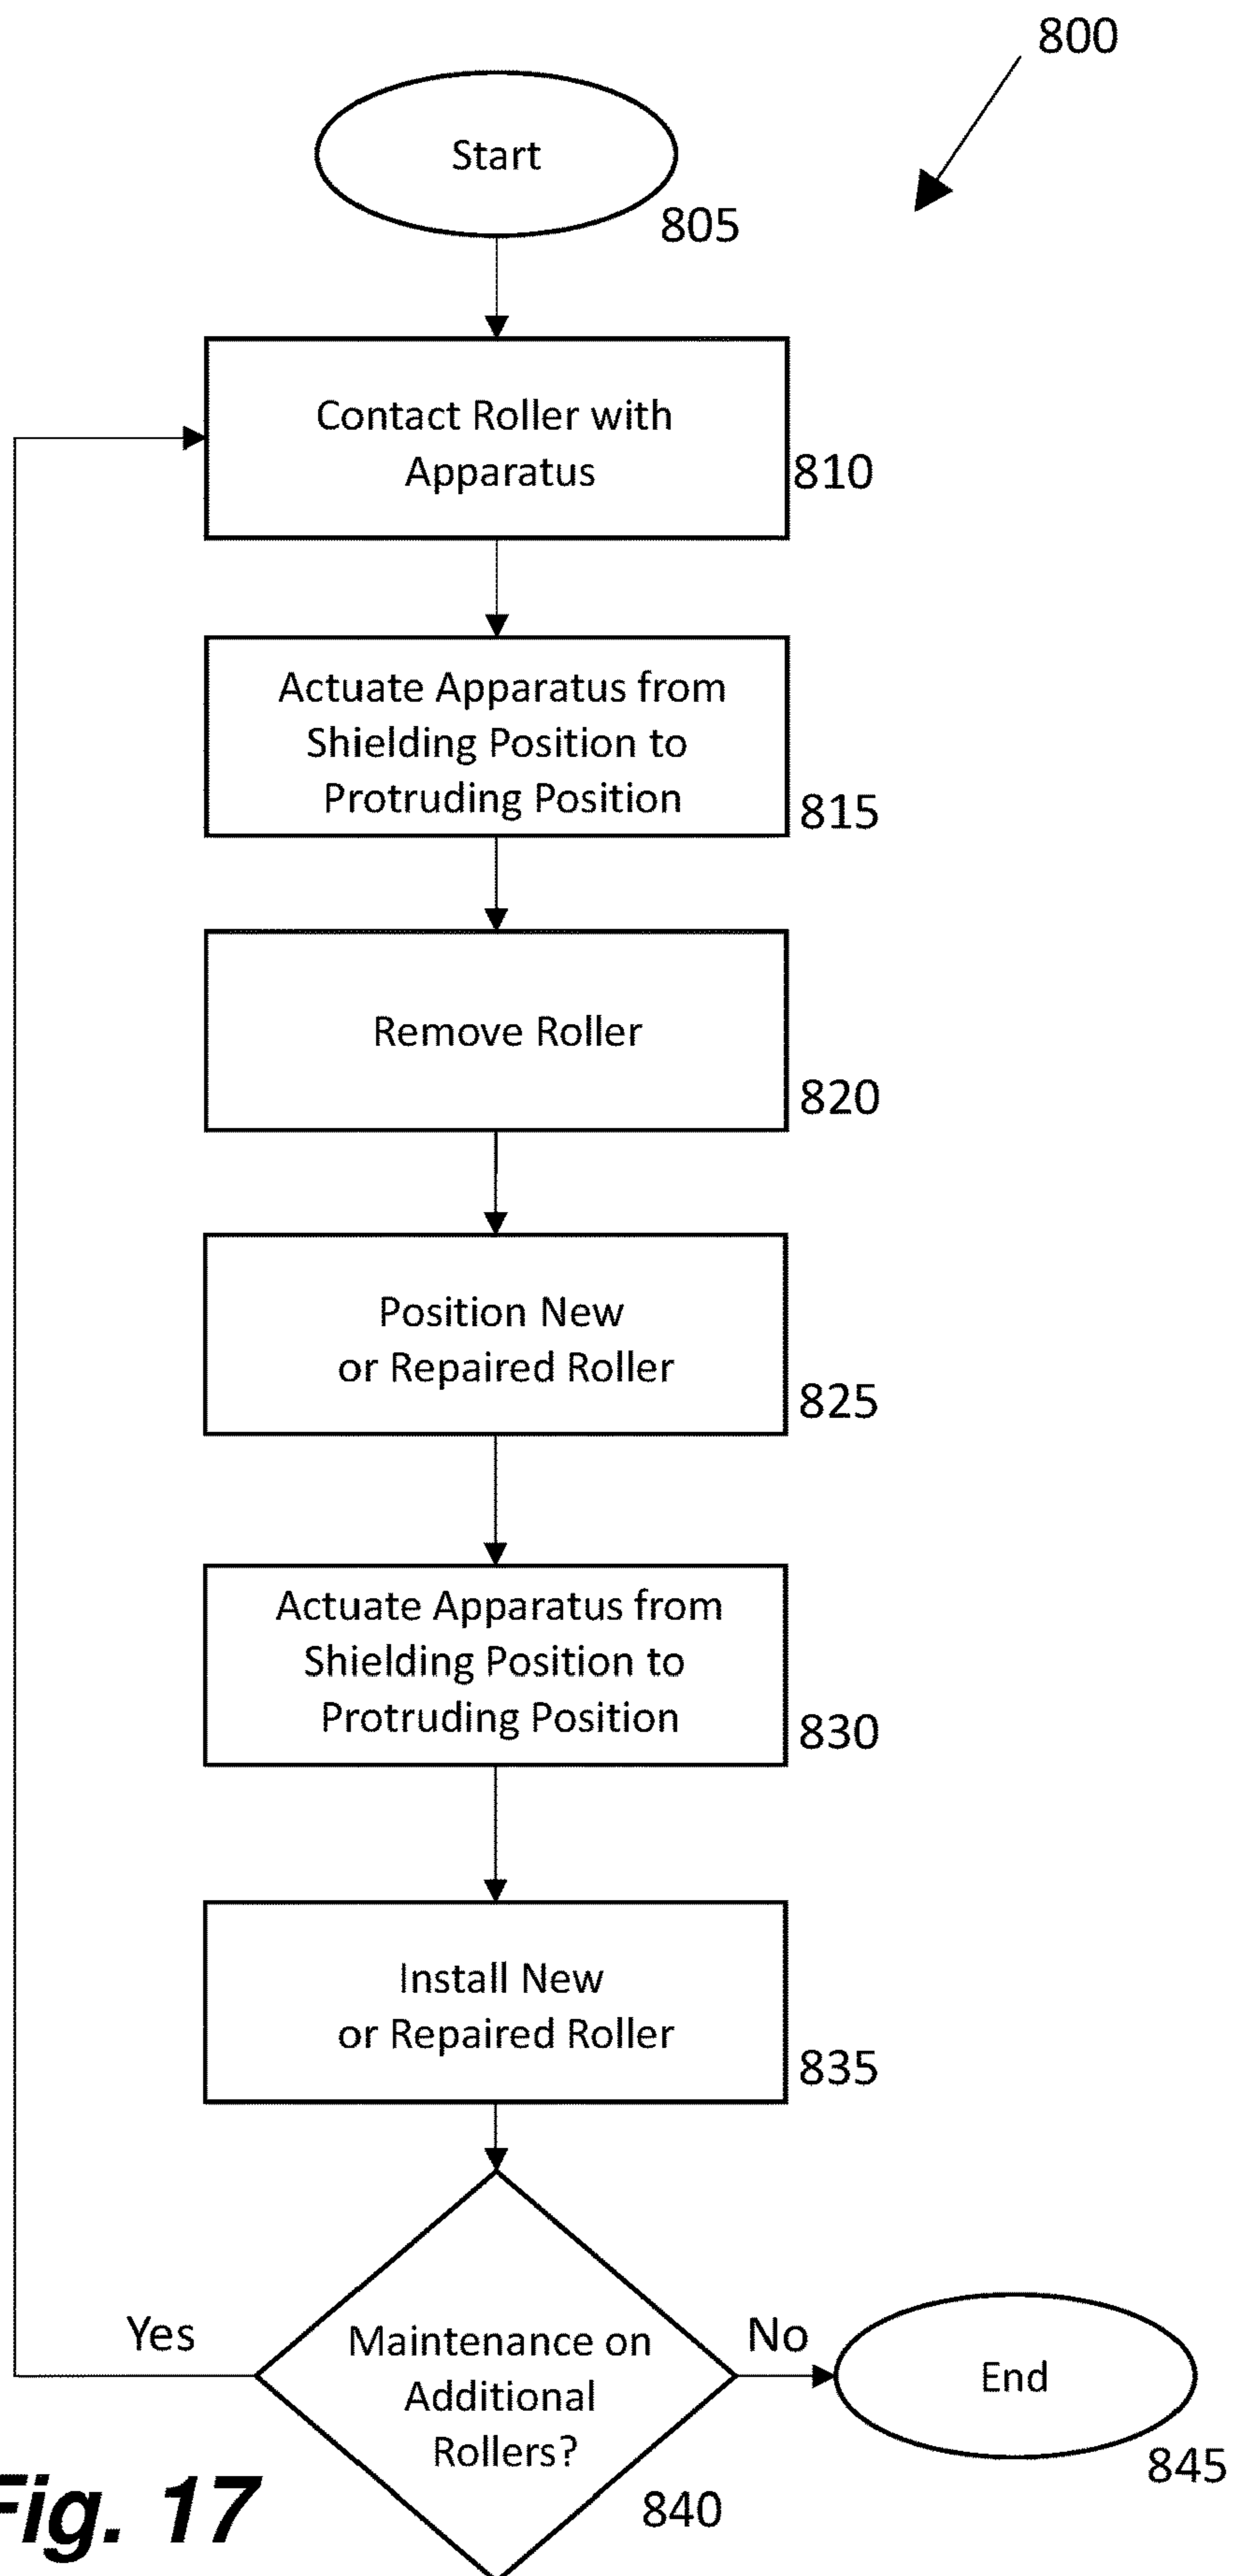 800
Start
805
Contact Roller with
Apparatus
810
Actuate Apparatus from
Shielding Position to
Protruding Position
815
Remove Roller
820
Position New
or Repaired Roller
825
Actuate Apparatus from
Shielding Position to
Protruding Position
830
Install New
or Repaired Roller
835
Yes
Maintenance on
Additional
Rollers?
840
No
End
845
Fig. 17